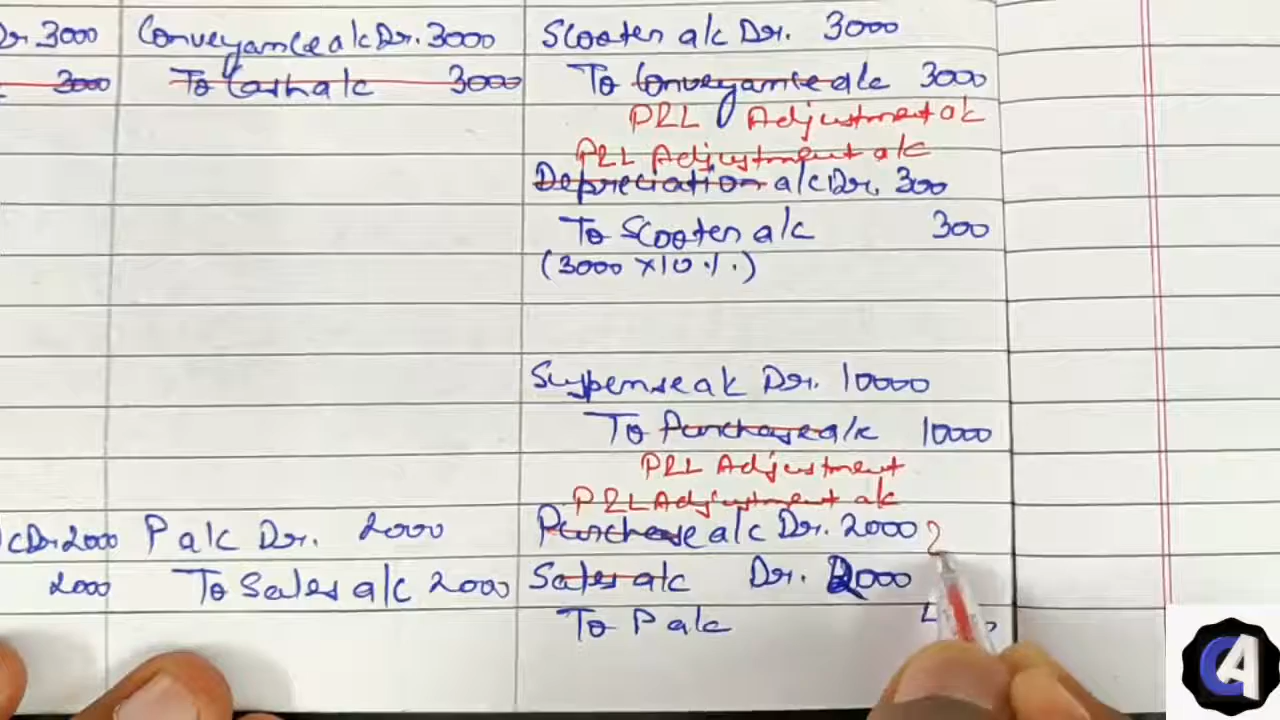 Dr 3000 Conveyance a/c Dr. 3000 Scooter a/c Dr. 3000
3000 To Cash a/c 3000 To Conveyance a/c 3000
P&L Adjustment a/c
P&L Adjustment a/c
Depreciation a/c Dr. 300
To Scooter a/c 300
(3000 × 10 %.)
Suspense a/c Dr. 10000
To Purchase a/c 10000
P&L Adjustment
P&L Adjustment a/c
c Dr 2000 P a/c Dr. 2000 Purchase a/c Dr. 2000 2
2000 To Sales a/c 2000 Sales a/c Dr. 2000
To P a/c
CA